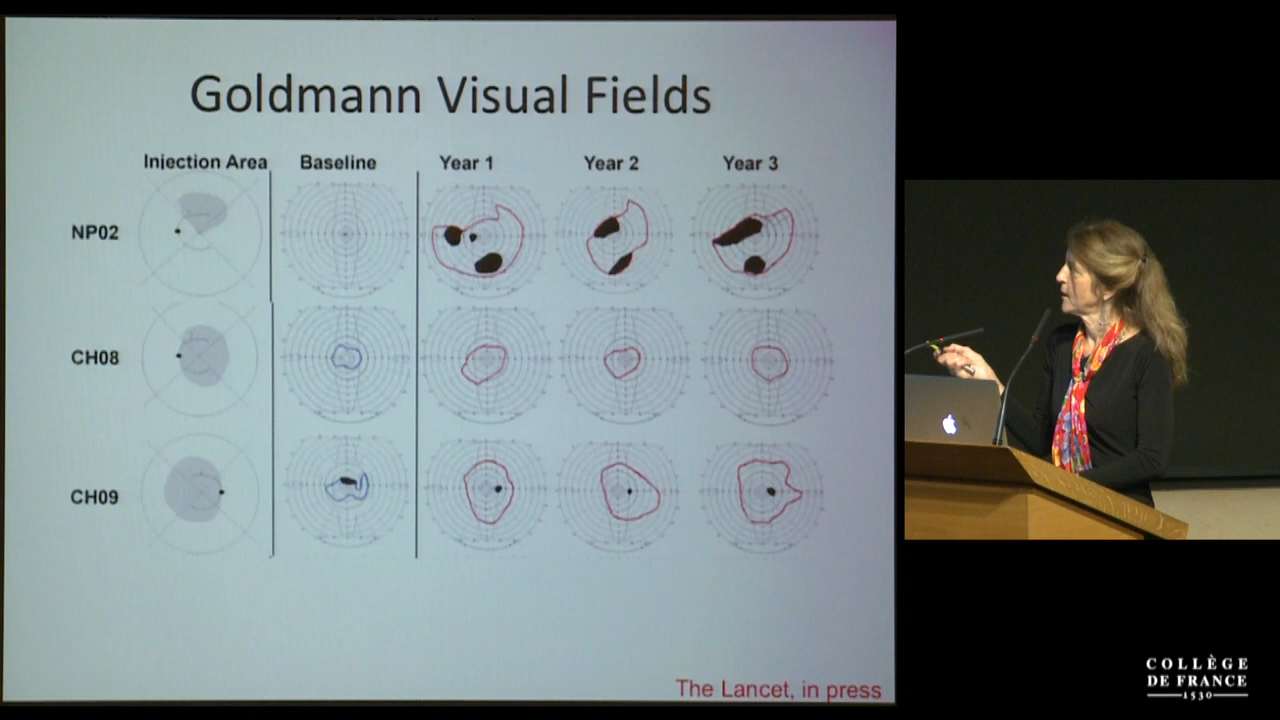 Goldmann Visual Fields
Injection Area Baseline Year 1 Year 2 Year 3
NP02
CH08
CH09
The Lancet, in press
COLLÈGE
DE FRANCE
1530